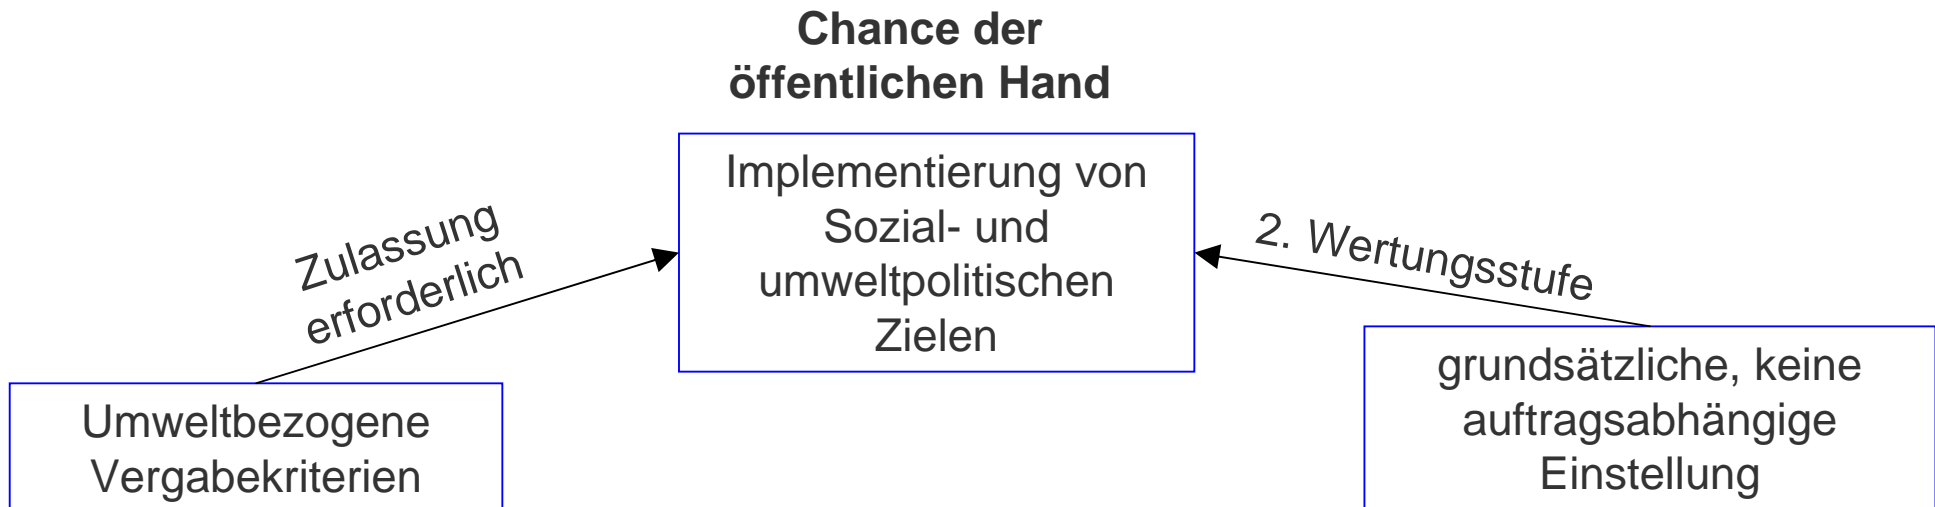 Chance der
öffentlichen Hand
Implementierung von
Sozial- und
umweltpolitischen
Zielen
Zulassung
erforderlich
2. Wertungsstufe
Umweltbezogene
Vergabekriterien
grundsätzliche, keine
auftragsabhängige
Einstellung